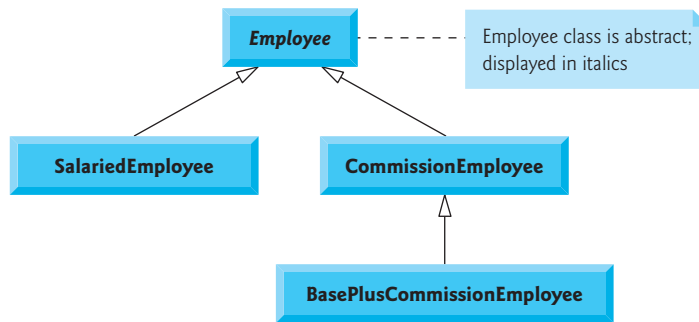 Employee
Employee class is abstract;
displayed in italics
SalariedEmployee
CommissionEmployee
BasePlusCommissionEmployee